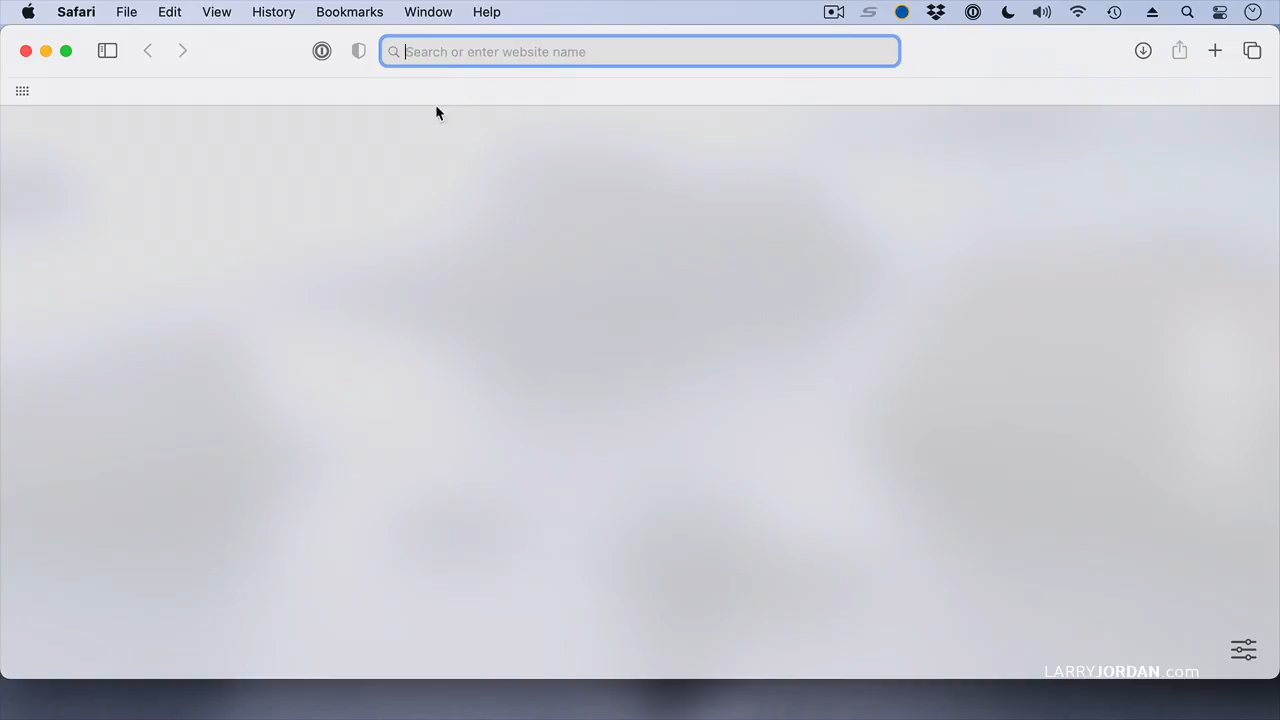 Safari File Edit View History Bookmarks Window Help
Search or enter website name
LARRYJORDAN.com